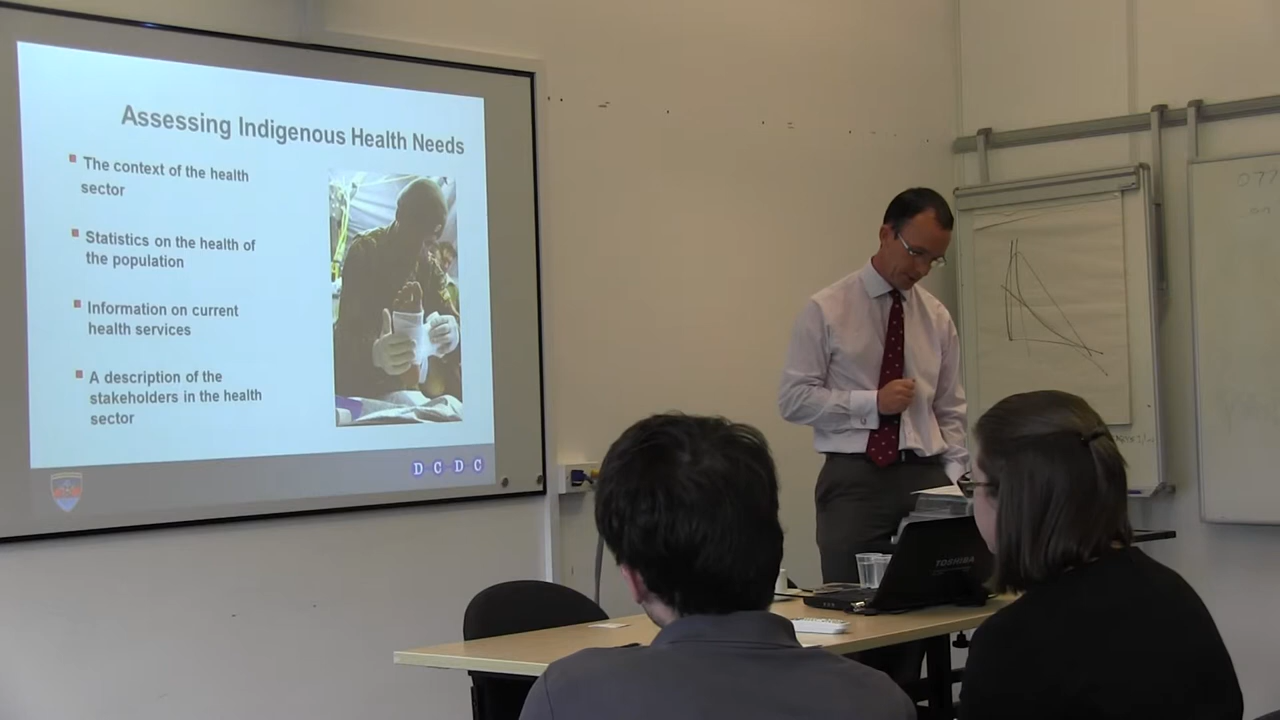 Assessing Indigenous Health Needs
The context of the health
sector
Statistics on the health of
the population
Information on current
health services
A description of the
stakeholders in the health
sector
D C D C
TOSHIBA
077